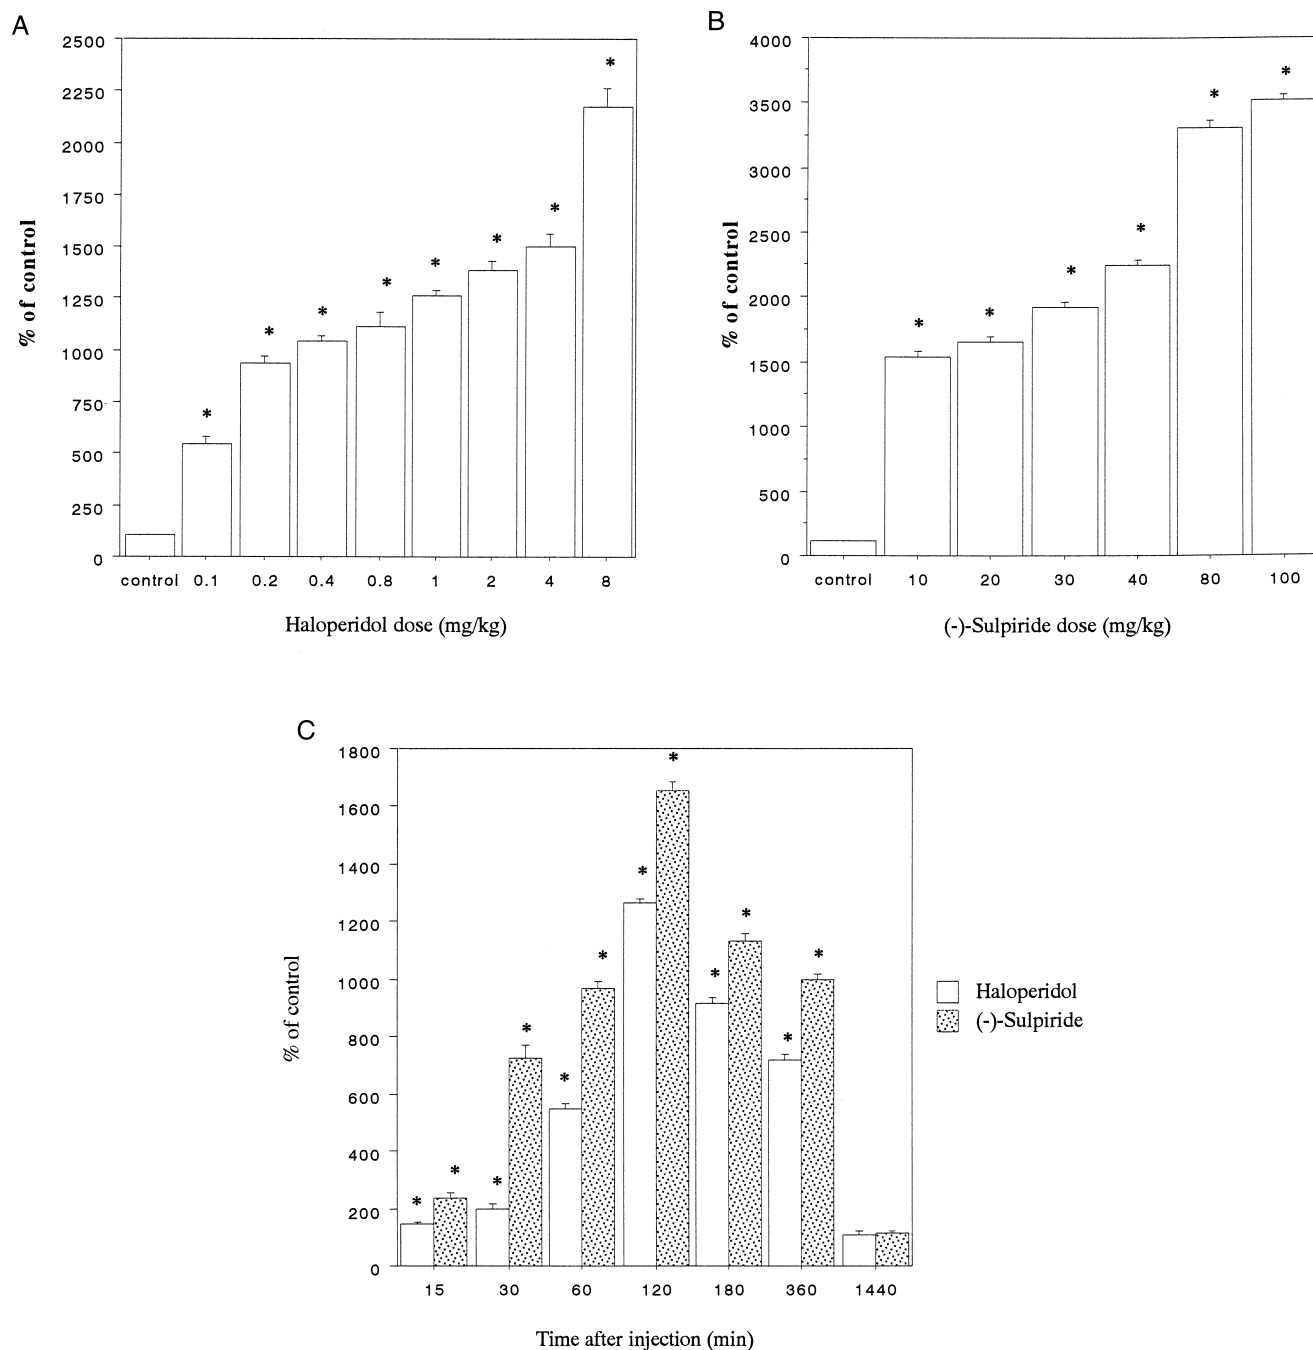 A
2500
2250
2000
1750
1500
1250
1000
750
500
250
0
% of control
* * * * * * * *
control 0.1 0.2 0.4 0.8 1 2 4 8
Haloperidol dose (mg/kg)
B
4000
3500
3000
2500
2000
1500
1000
500
0
% of control
* * * * * *
control 10 20 30 40 80 100
(-)-Sulpiride dose (mg/kg)
C
1800
1600
1400
1200
1000
800
600
400
200
0
% of control
* * * * * * * * * * * *
15 30 60 120 180 360 1440
Time after injection (min)
Haloperidol
(-)-Sulpiride